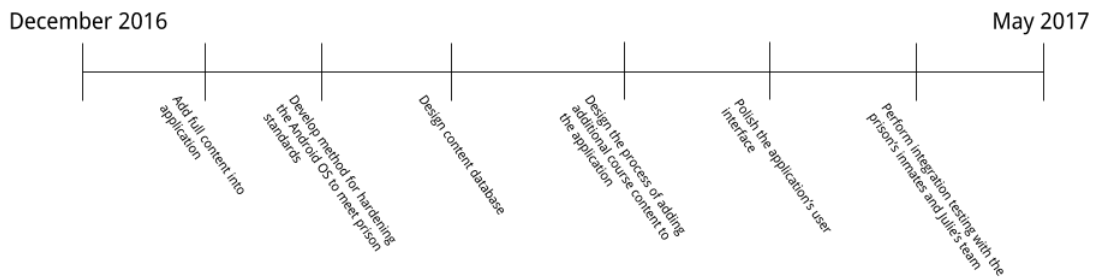 December 2016
May 2017
Add full content into
application
Develop method for hardening
the Android OS to meet prison
standards
Design content database
Design the process of adding
additional course content to
the application
Polish the application's user
interface
Perform integration testing with the
prison's inmates and Julie's team